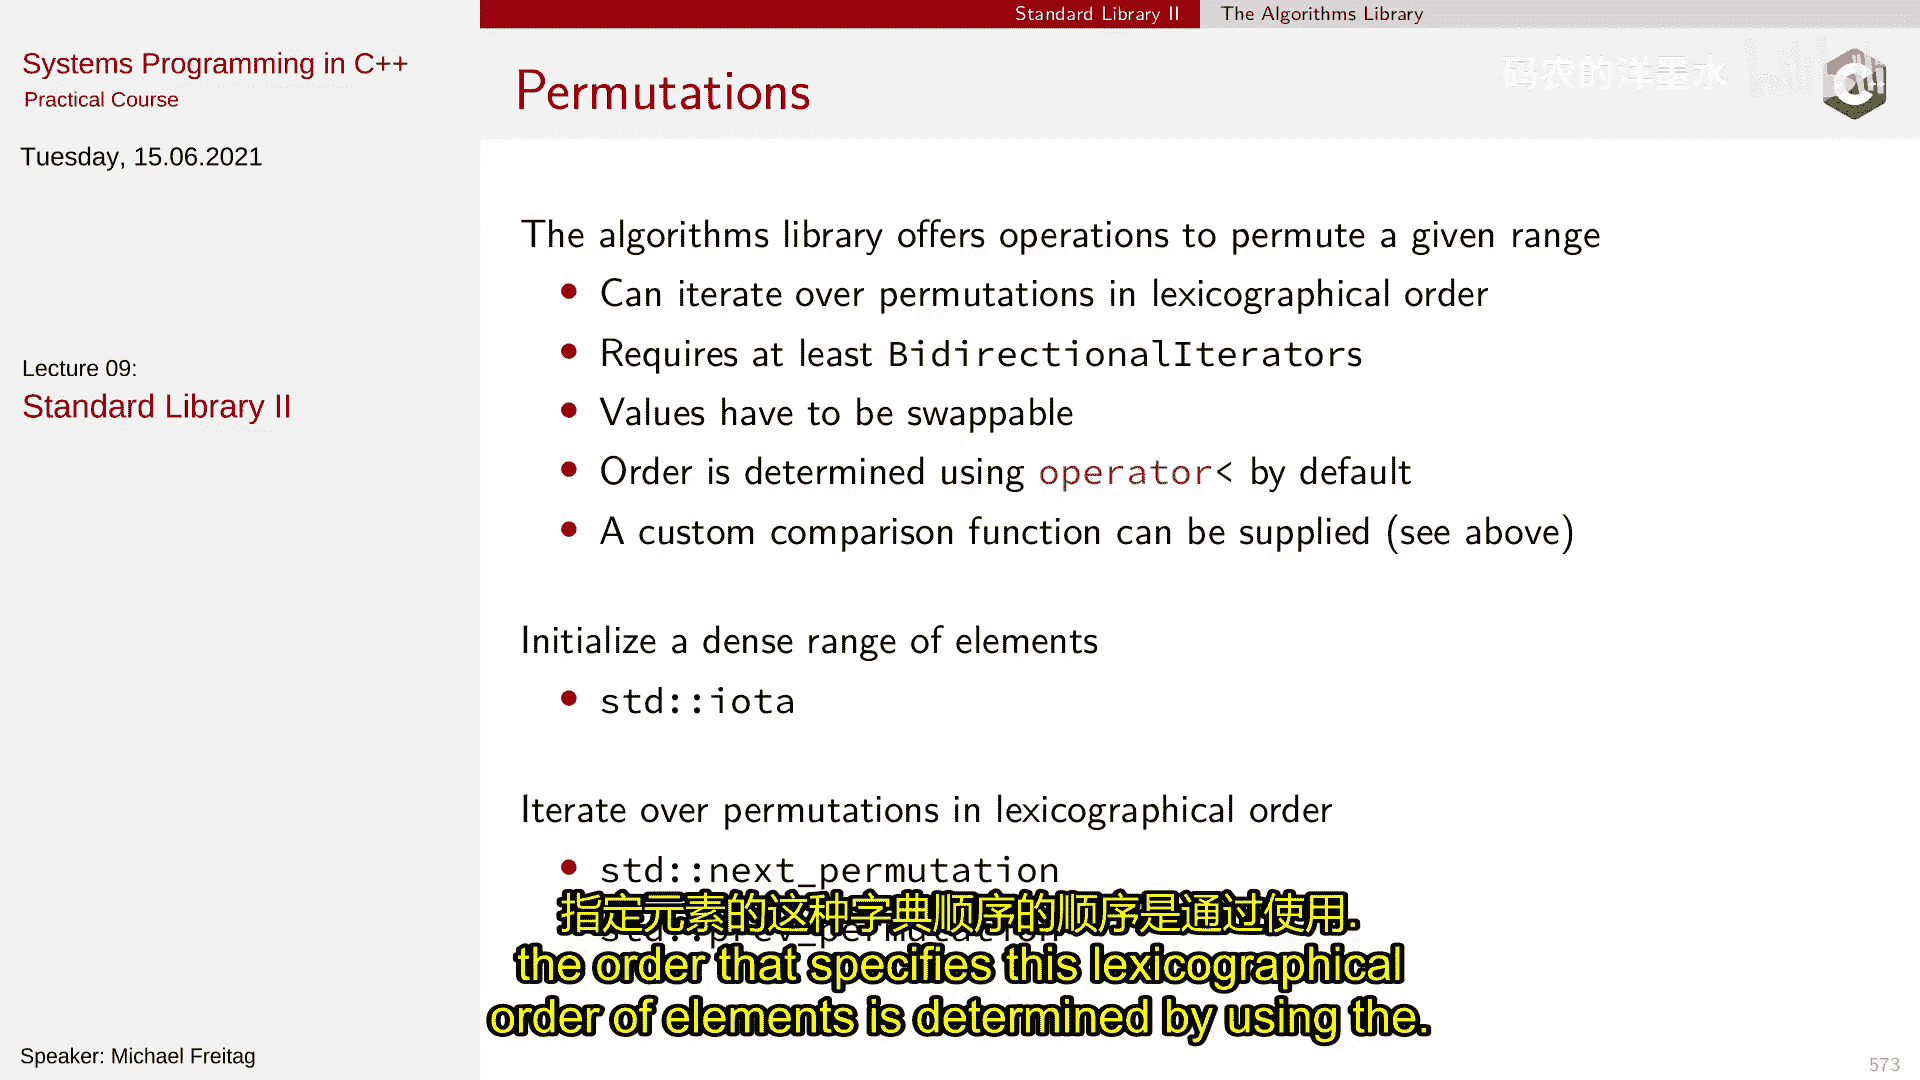 Standard Library II
The Algorithms Library
Systems Programming in C++
Practical Course
Tuesday, 15.06.2021
Lecture 09:
Standard Library II
Speaker: Michael Freitag
Permutations
码农的洋墨水
The algorithms library offers operations to permute a given range
• Can iterate over permutations in lexicographical order
• Requires at least BidirectionalIterators
• Values have to be swappable
• Order is determined using operator< by default
• A custom comparison function can be supplied (see above)
Initialize a dense range of elements
• std::iota
Iterate over permutations in lexicographical order
• std::next_permutation
• std::prev_permutation
指定元素的这种字典顺序的顺序是通过使用.
the order that specifies this lexicographical
order of elements is determined by using the.
573